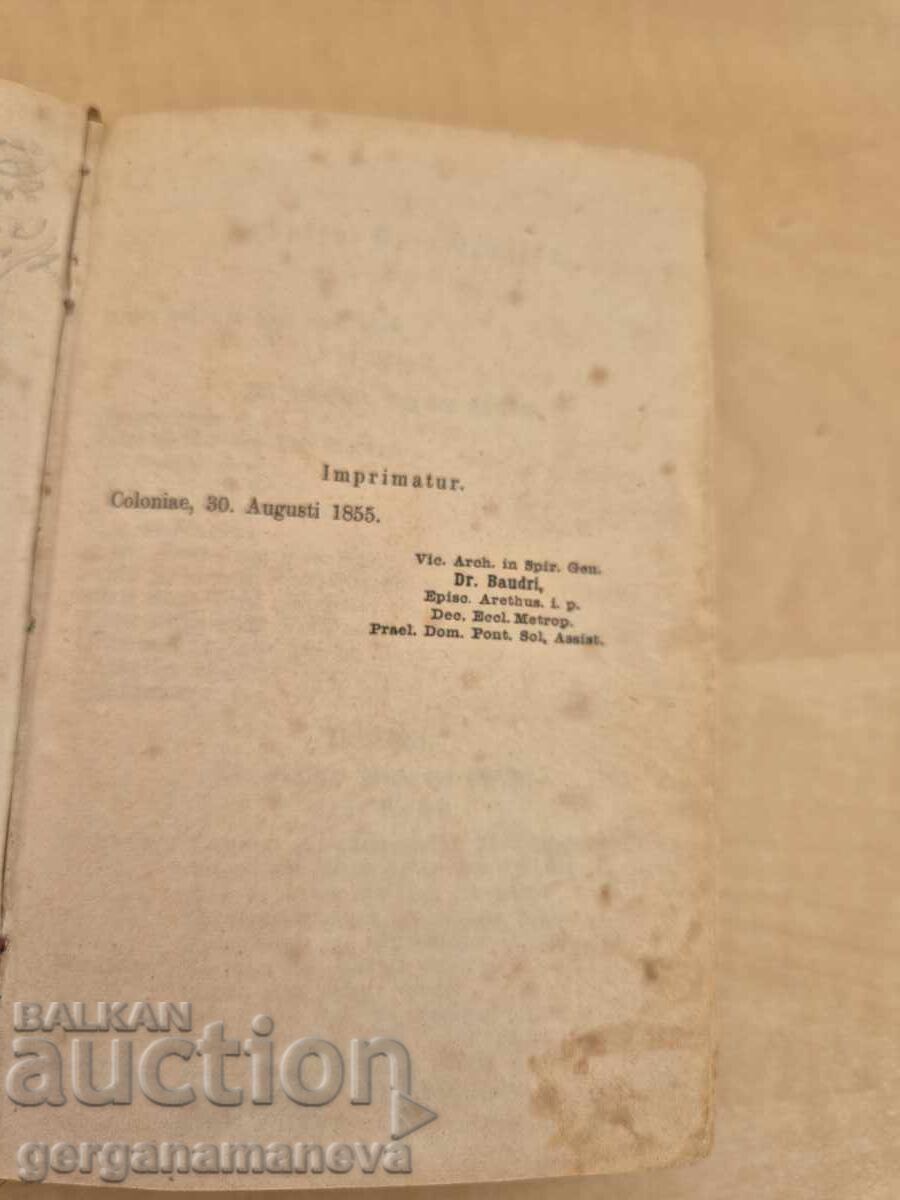 Imprimatur.
Coloniae, 30. Augusti 1855.
Vic. Arch. in Spir. Gen.
Dr. Baudri,
Episc. Arethus. i. p.
Dec. Eccl. Metrop.
Prael. Dom. Pont. Sol, Assist.
BALKAN
auction
gerganamaneva